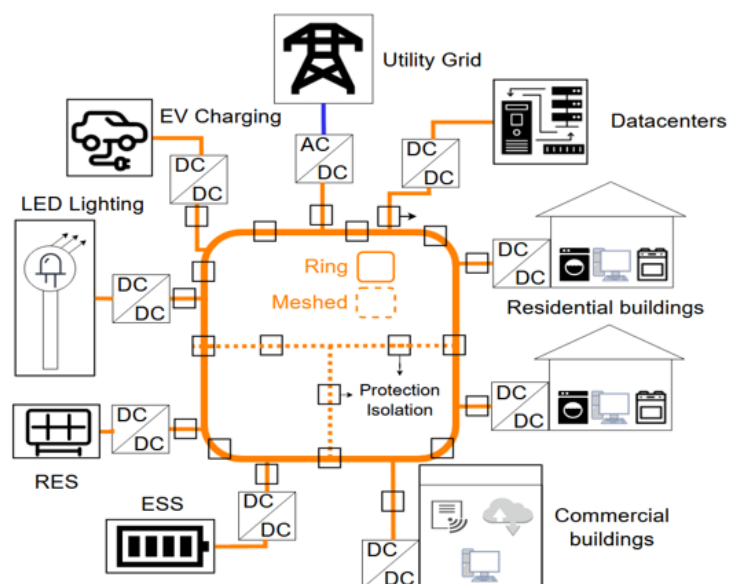 Utility Grid
EV Charging
AC
DC
Datacenters
DC
DC
DC
DC
LED Lighting
Ring
DC
DC
DC
DC
Meshed
Residential buildings
Protection
Isolation
DC
DC
DC
DC
RES
ESS
DC
DC
Commercial
buildings
DC
DC